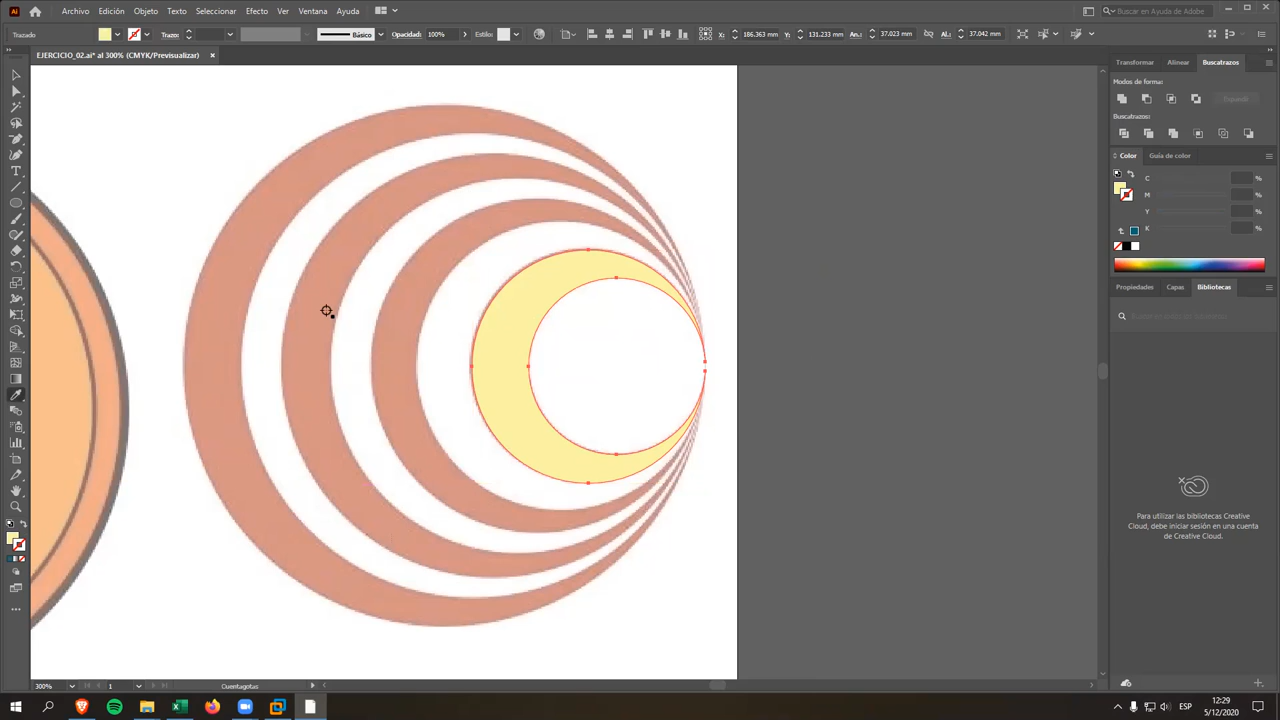 Archivo Edición Objeto Texto Seleccionar Efecto Ver Ventana Ayuda
Buscar en Ayuda de Adobe
Trazado Trazo: Básico Opacidad: 100% Estilo: X: 186.363 mm Y: 131.233 mm An.: 37.023 mm Al.: 37.042 mm
EJERCICIO_02.ai* al 300% (CMYK/Previsualizar)
Transformar Alinear Buscatrazos
Modos de forma:
Buscatrazos:
Color Guía de color
C %
M %
Y %
K %
Propiedades Capas Bibliotecas
Para utilizar las bibliotecas Creative
Cloud, debe iniciar sesión en una cuenta
de Creative Cloud.
300% 1 Cuentagotas
ESP
12:29
5/12/2020